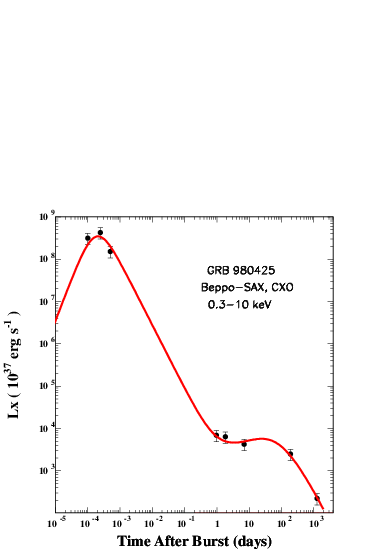 10 9
10 8
10 7
10 6
10 5
10 4
10 3
Lx ( 10 37 erg s -1 )
GRB 980425
Beppo-SAX, CXO
0.3-10 keV
10 -5 10 -4 10 -3 10 -2 10 -1 1 10 10 2 10 3
Time After Burst (days)